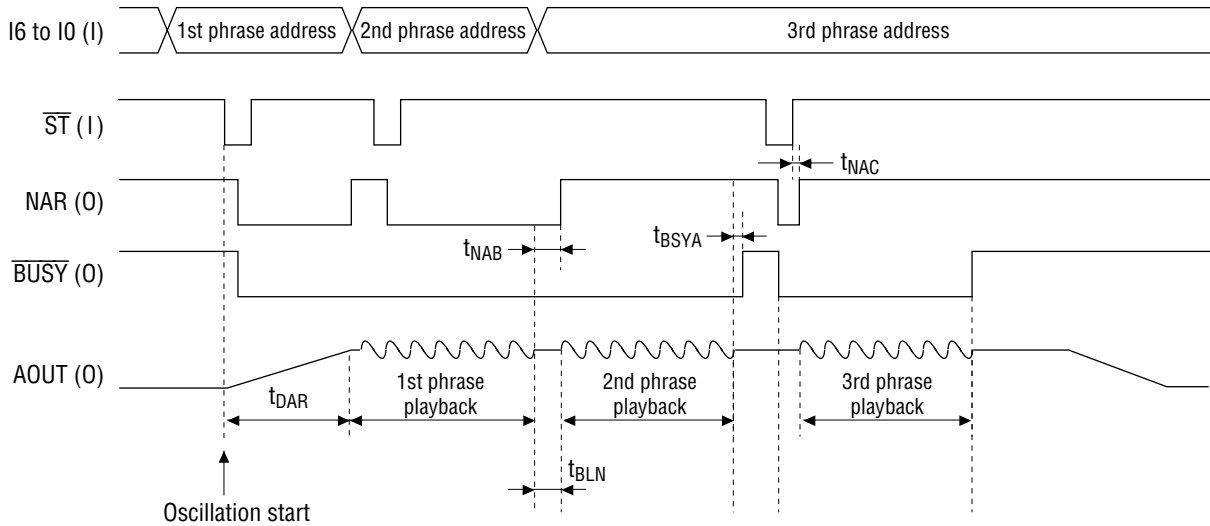 I6 to I0 (I)
1st phrase address
2nd phrase address
3rd phrase address
ST (I)
tNAC
NAR (O)
tNAB
tBSYA
BUSY (O)
AOUT (O)
tDAR
1st phrase
playback
2nd phrase
playback
3rd phrase
playback
tBLN
Oscillation start